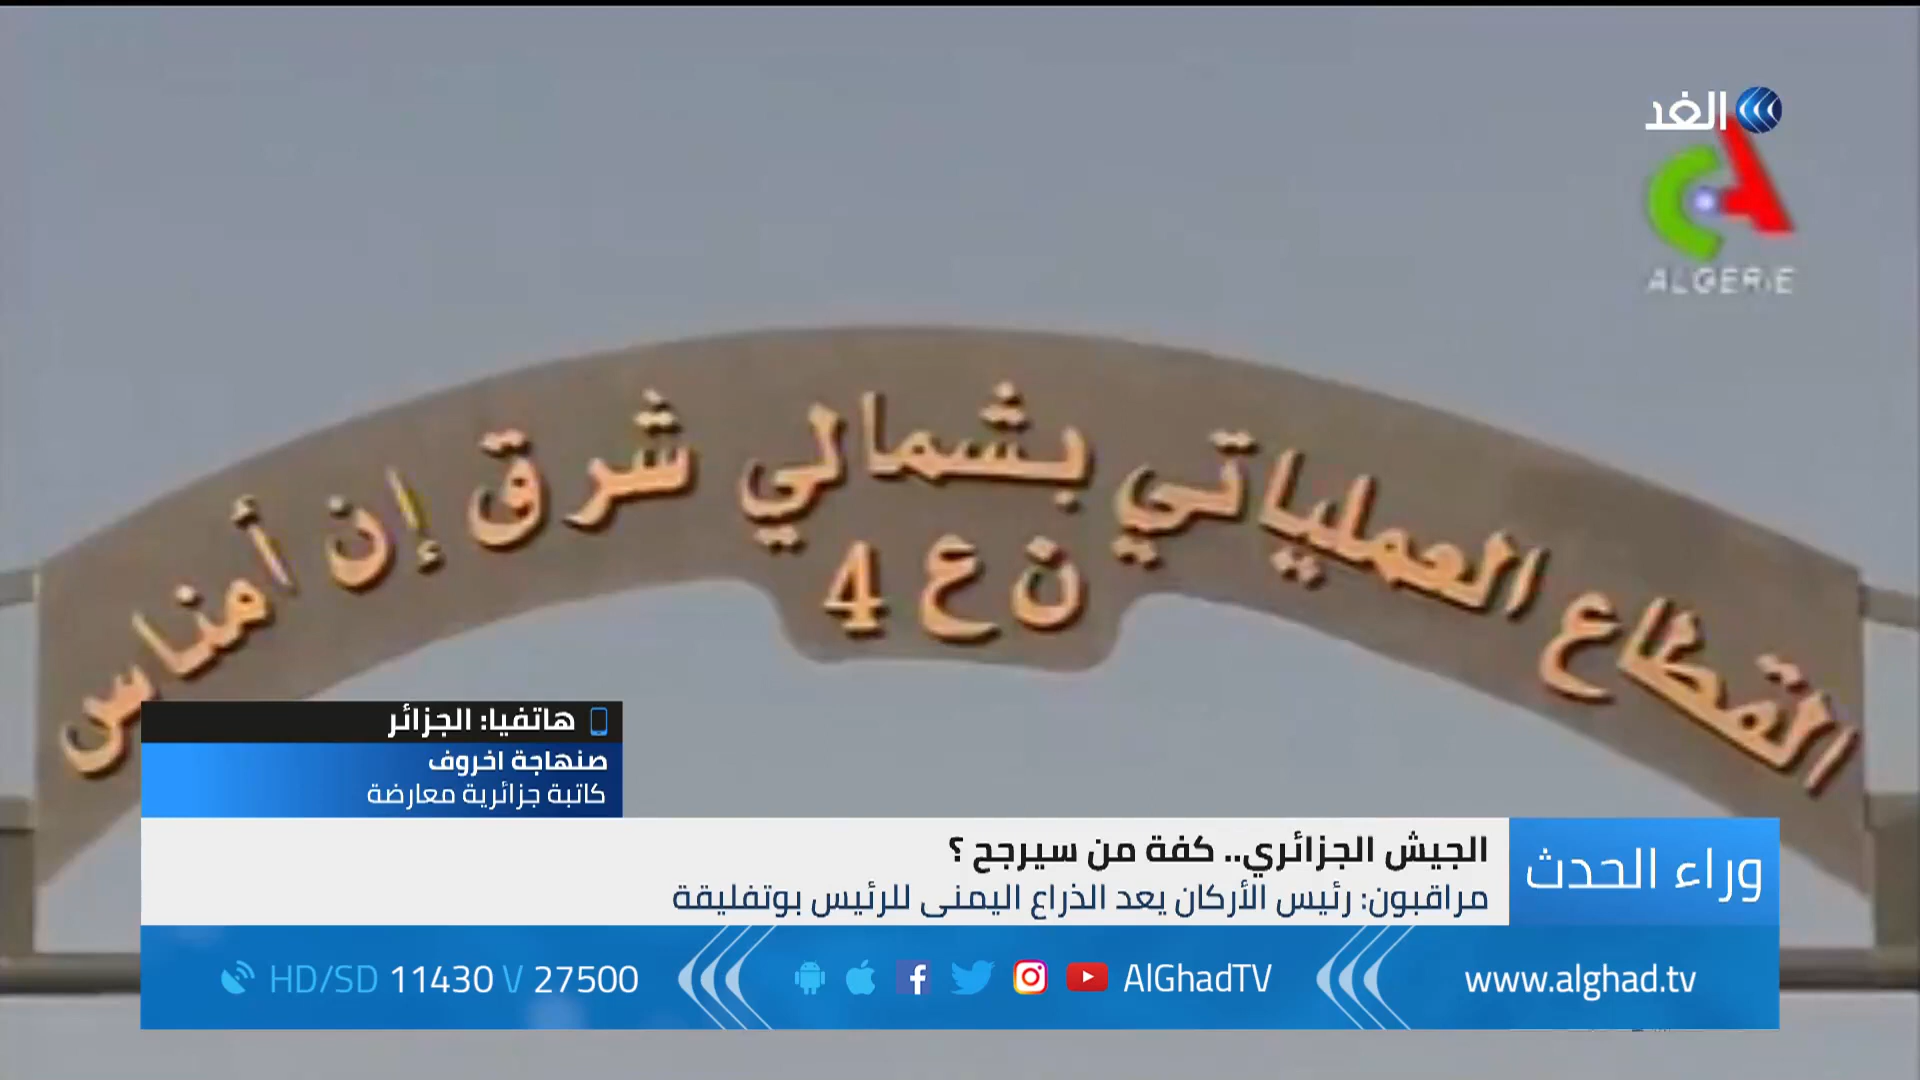 الغد
ALGERIE
القطاع العملياتي بشمالي شرق إن أمناس
ن ع 4
هاتفيا: الجزائر
صنهاجة اخروف
كاتبة جزائرية معارضة
وراء الحدث
الجيش الجزائري.. كفة من سيرجح ؟
مراقبون: رئيس الأركان يعد الذراع اليمنى للرئيس بوتفليقة
HD/SD 11430 V 27500
AlGhadTV
www.alghad.tv